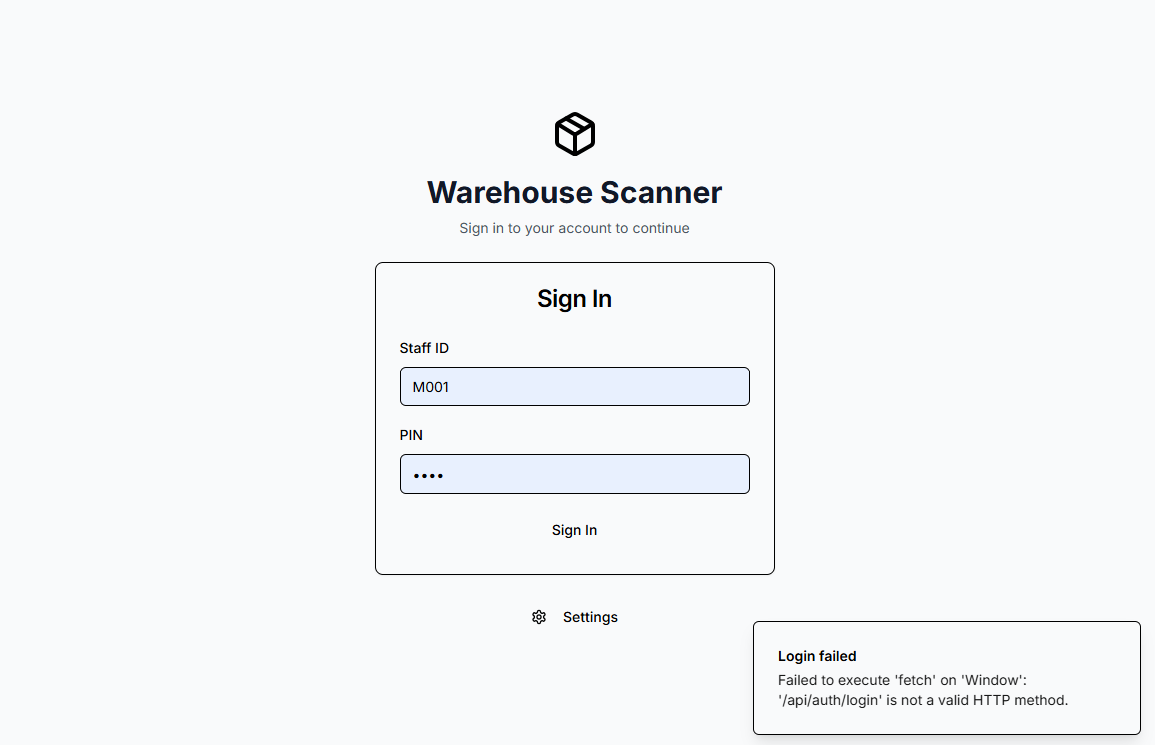 Warehouse Scanner
Sign in to your account to continue
Sign In
Staff ID
M001
PIN
••••
Sign In
Settings
Login failed
Failed to execute 'fetch' on 'Window':
'/api/auth/login' is not a valid HTTP method.